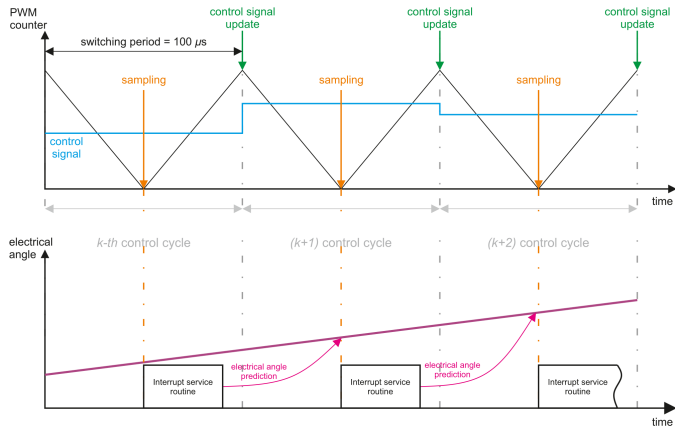 PWM
counter
control signal
update
control signal
update
control signal
update
switching period = 100 µs
sampling
sampling
sampling
control
signal
time
k-th control cycle
(k+1) control cycle
(k+2) control cycle
electrical
angle
electrical angle
prediction
electrical angle
prediction
Interrupt service
routine
Interrupt service
routine
Interrupt service
routine
time